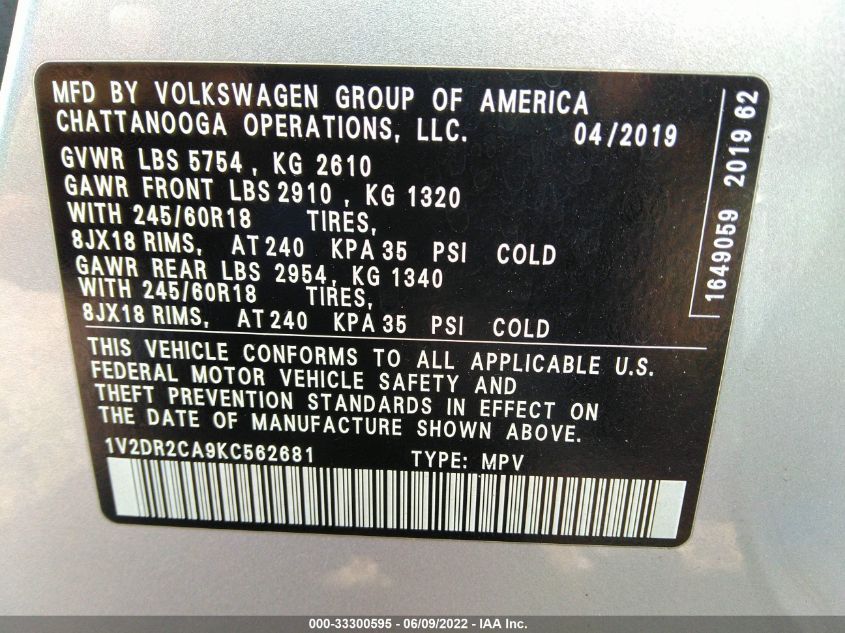 MFD BY VOLKSWAGEN GROUP OF AMERICA
CHATTANOOGA OPERATIONS, LLC. 04/2019
GVWR LBS 5754, KG 2610
GAWR FRONT LBS 2910, KG 1320
WITH 245/60R18 TIRES,
8JX18 RIMS, AT 240 KPA 35 PSI COLD
GAWR REAR LBS 2954, KG 1340
WITH 245/60R18 TIRES,
8JX18 RIMS, AT 240 KPA 35 PSI COLD
THIS VEHICLE CONFORMS TO ALL APPLICABLE U.S.
FEDERAL MOTOR VEHICLE SAFETY AND
THEFT PREVENTION STANDARDS IN EFFECT ON
THE DATE OF MANUFACTURE SHOWN ABOVE.
1V2DR2CA9KC562681 TYPE: MPV
1649059 2019 62
000-33300595 - 06/09/2022 - IAA Inc.